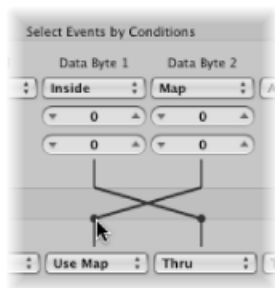 Select Events by Conditions
Data Byte 1 Data Byte 2
Inside Map
0 0
0 0
Use Map Thru